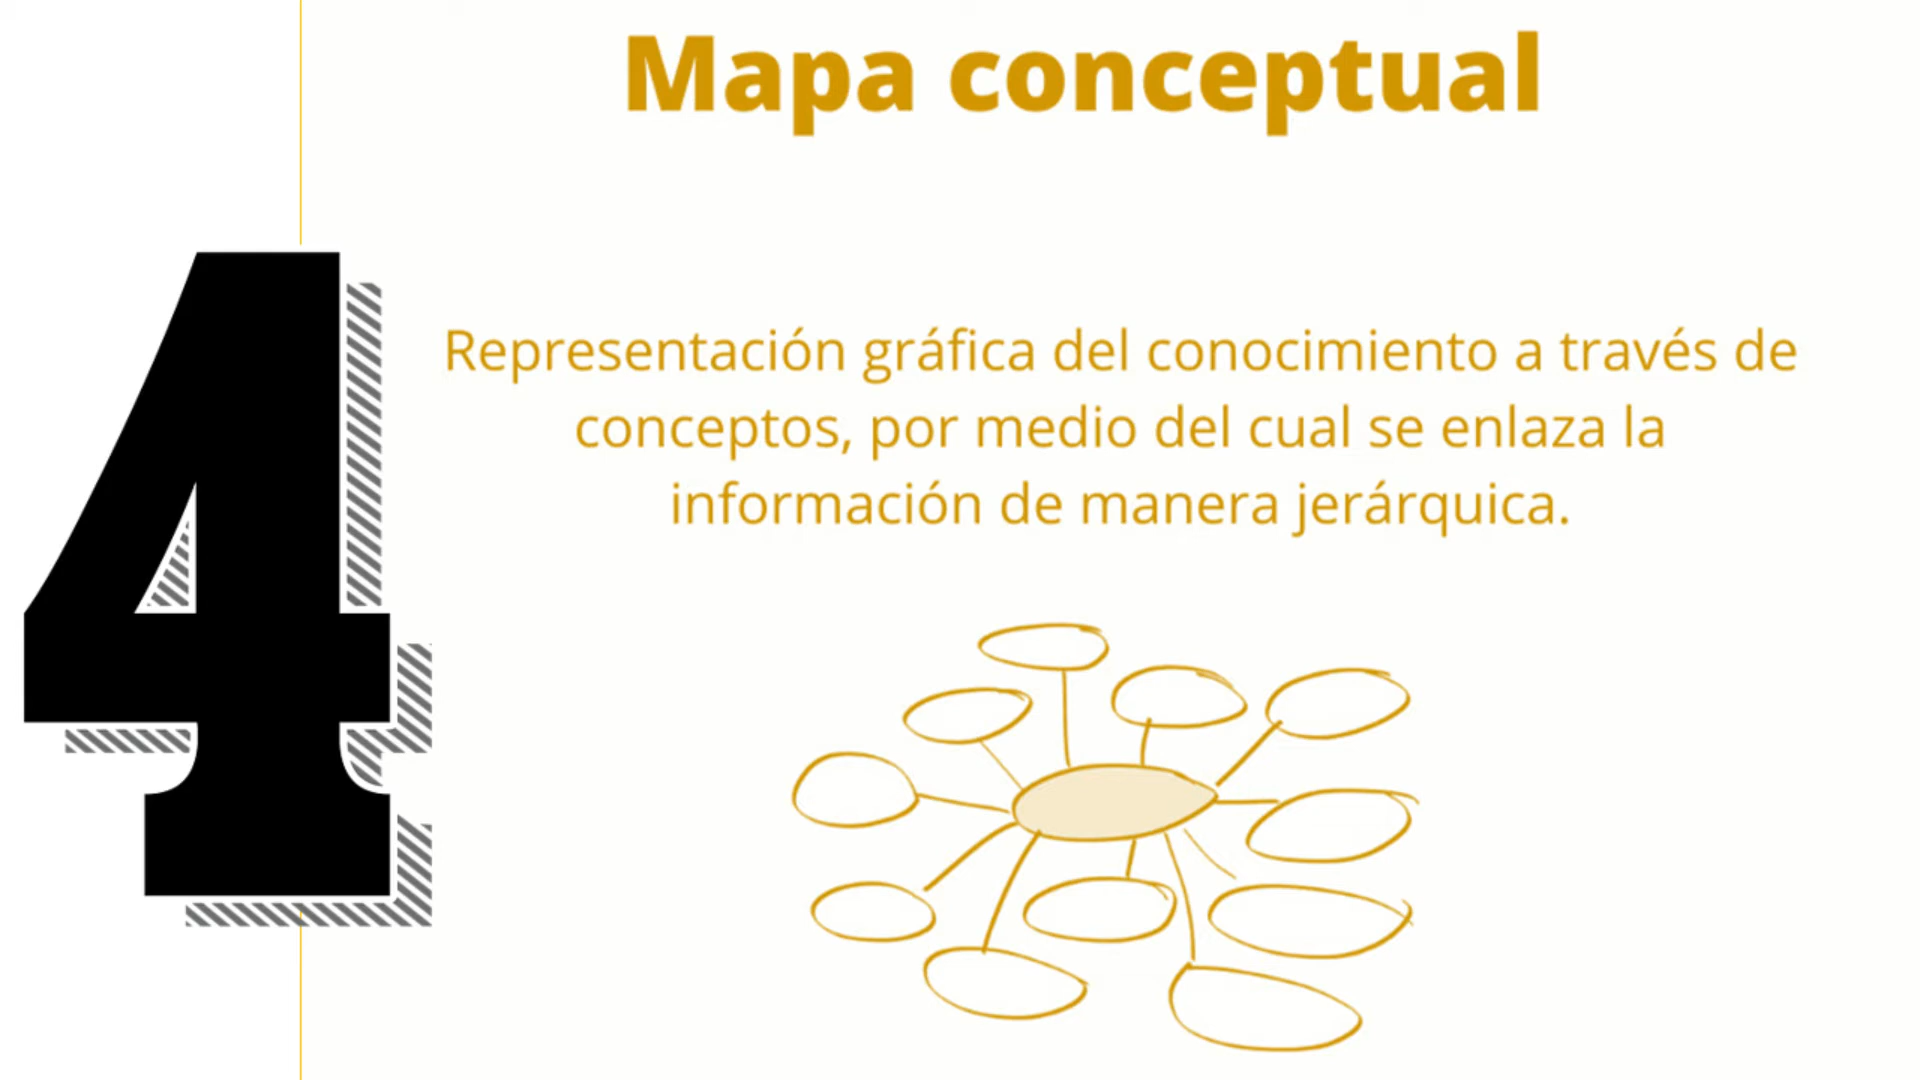 Mapa conceptual
4
Representación gráfica del conocimiento a través de
conceptos, por medio del cual se enlaza la
información de manera jerárquica.